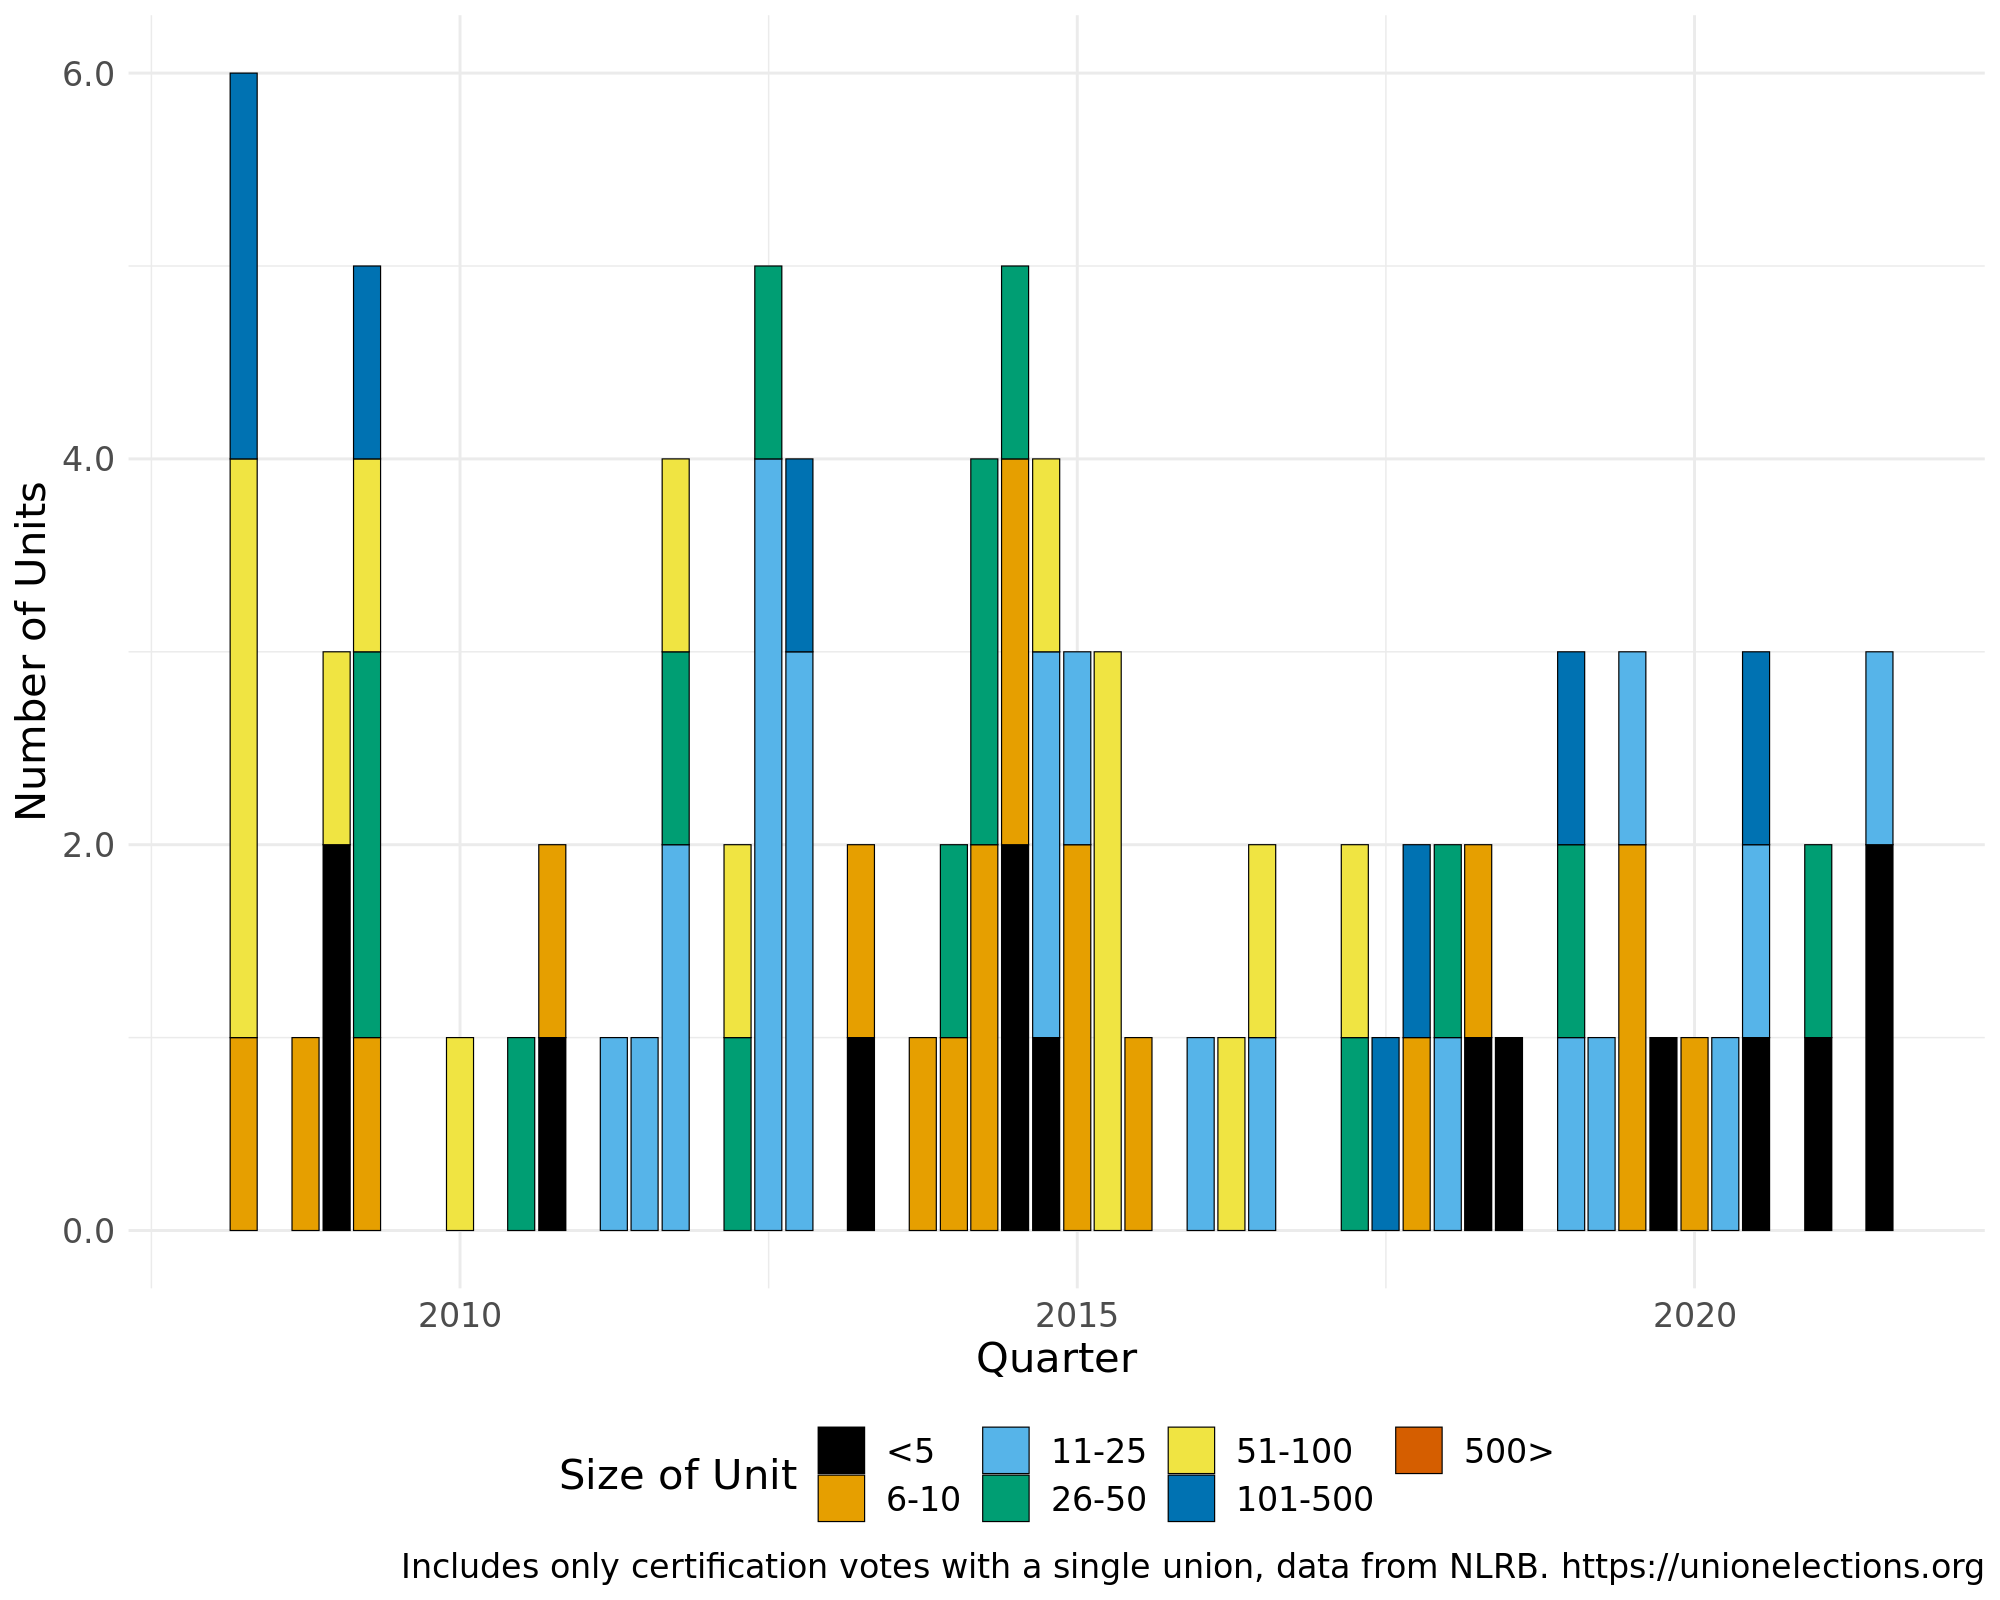 6.0
4.0
2.0
0.0
Number of Units
2010 2015 2020
Quarter
Size of Unit
<5 11-25 51-100 500>
6-10 26-50 101-500
Includes only certification votes with a single union, data from NLRB. https://unionelections.org